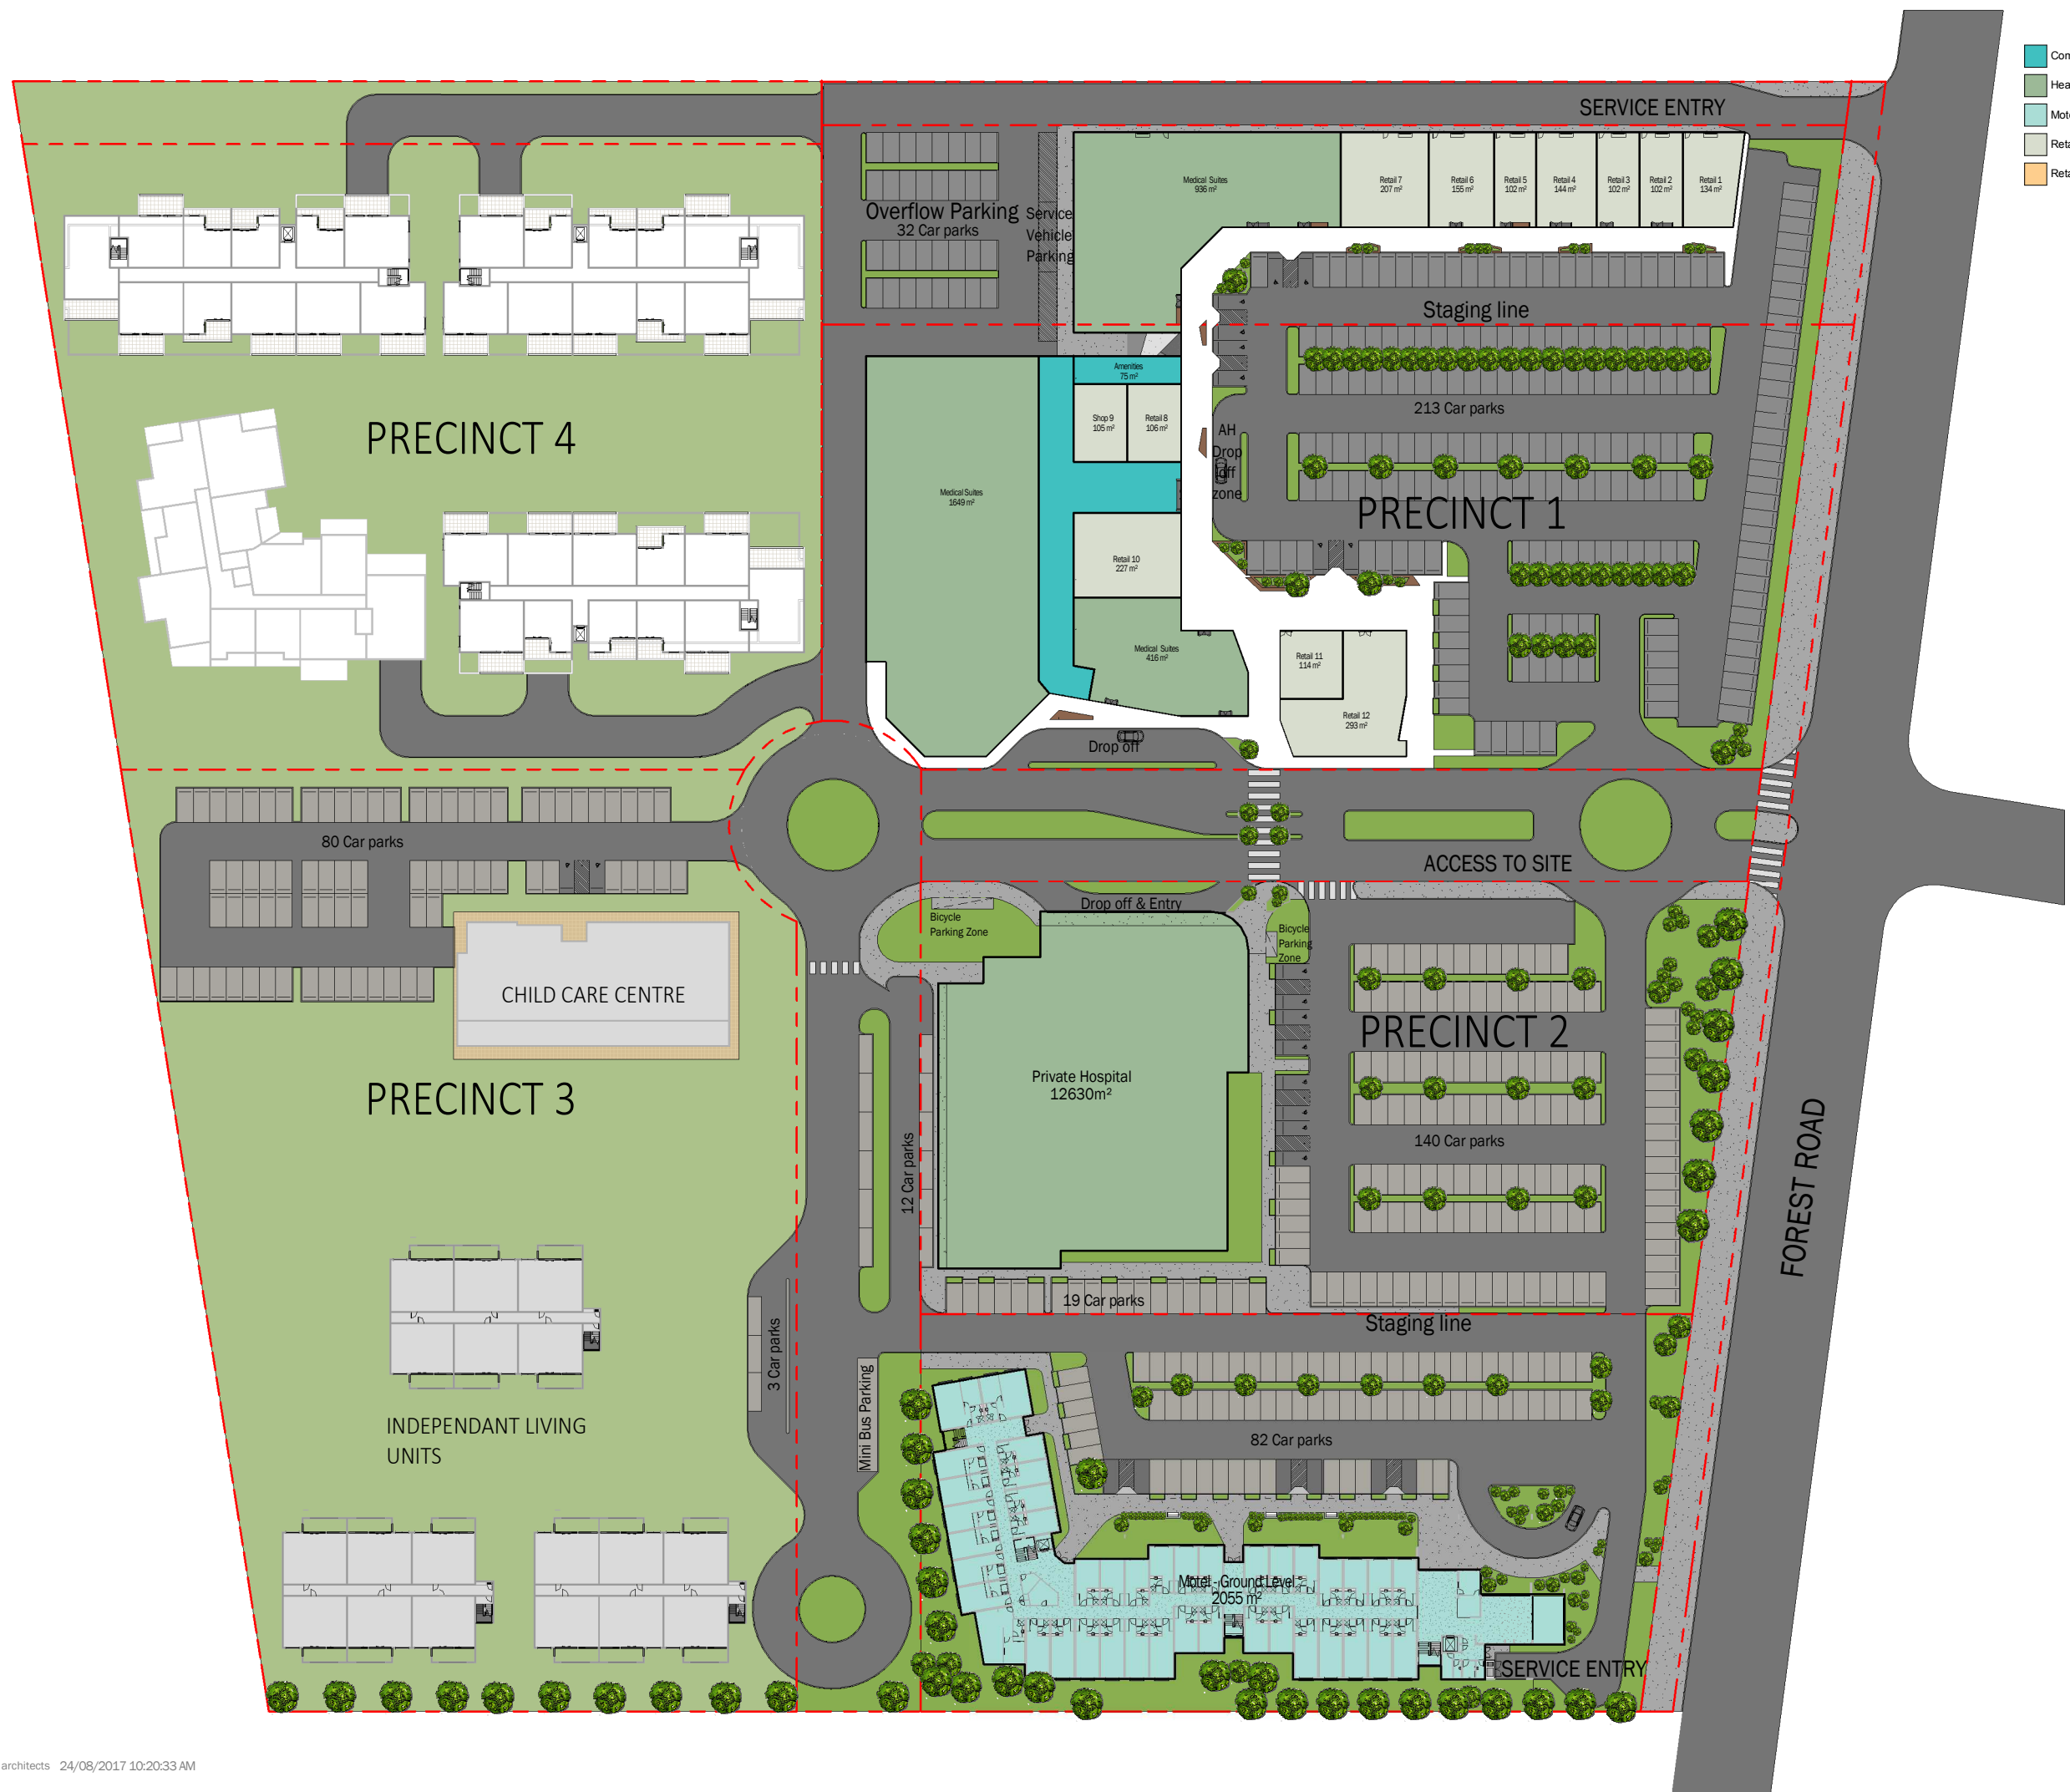 Con
Hea
Mot
Reta
Reta
SERVICE ENTRY
Medical Suites
936 m²
Retail 7
207 m²
Retail 6
155 m²
Retail 5
102 m²
Retail 4
144 m²
Retail 3
102 m²
Retail 2
102 m²
Retail 1
134 m²
Overflow Parking
32 Car parks
Service
Vehicle
Parking
Staging line
Amenities
75 m²
Shop 9
105 m²
Retail 8
106 m²
213 Car parks
AH
Drop
off
zone
PRECINCT 4
PRECINCT 1
Medical Suites
1649 m²
Retail 10
227 m²
Medical Suites
416 m²
Retail 11
114 m²
Retail 12
293 m²
Drop off
80 Car parks
ACCESS TO SITE
Drop off & Entry
Bicycle
Parking Zone
Bicycle
Parking
Zone
CHILD CARE CENTRE
PRECINCT 2
Private Hospital
12630m²
PRECINCT 3
140 Car parks
12 Car parks
FOREST ROAD
19 Car parks
Staging line
3 Car parks
Mini Bus Parking
INDEPENDANT LIVING
UNITS
82 Car parks
Motel - Ground Level
2055 m²
SERVICE ENTRY
architects 24/08/2017 10:20:33 AM